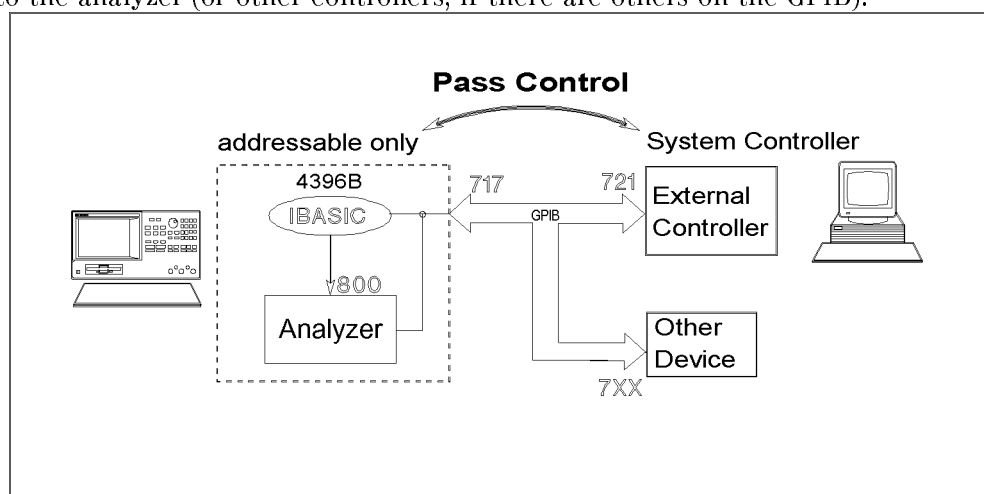 to the analyzer (or other controllers, if there are others on the GPIB).
Pass Control
addressable only
System Controller
4396B
IBASIC
717
721
GPIB
External
Controller
800
Analyzer
Other
Device
7XX